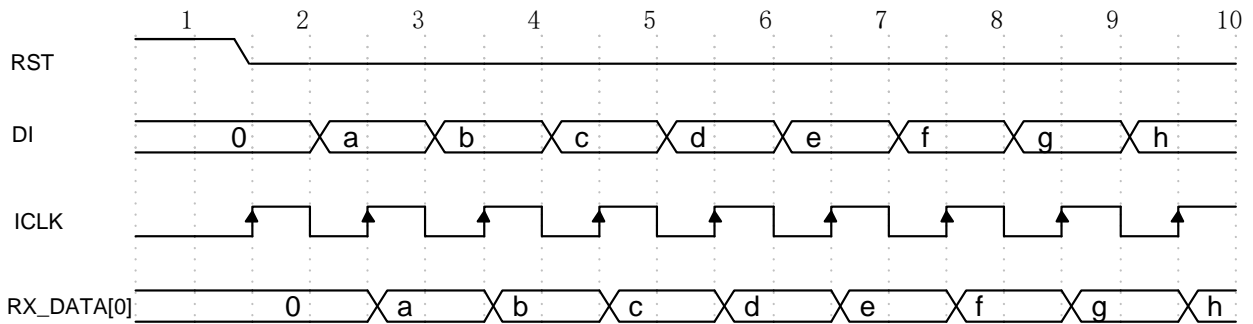 1 2 3 4 5 6 7 8 9 10
RST
DI 0 a b c d e f g h
ICLK
RX_DATA[0] 0 a b c d e f g h